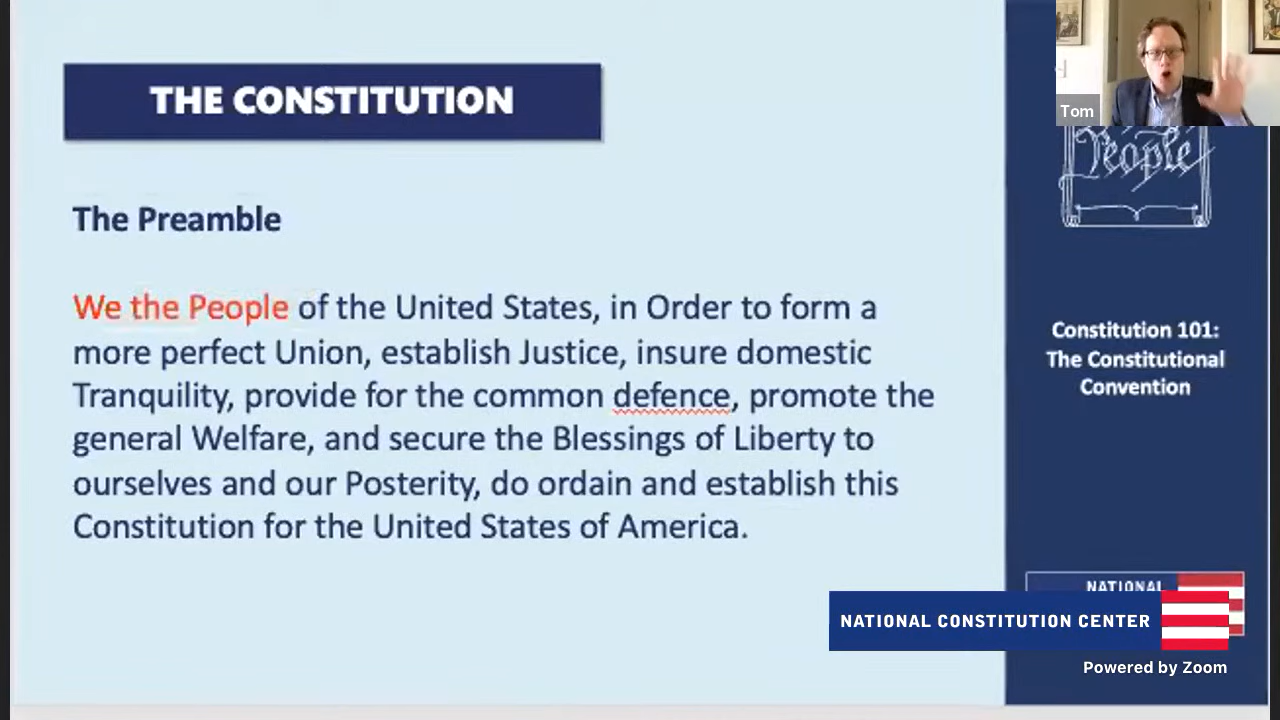 THE CONSTITUTION
The Preamble
We the People of the United States, in Order to form a
more perfect Union, establish Justice, insure domestic
Tranquility, provide for the common defence, promote the
general Welfare, and secure the Blessings of Liberty to
ourselves and our Posterity, do ordain and establish this
Constitution for the United States of America.
Tom
People
Constitution 101:
The Constitutional
Convention
NATIONAL
NATIONAL CONSTITUTION CENTER
Powered by Zoom